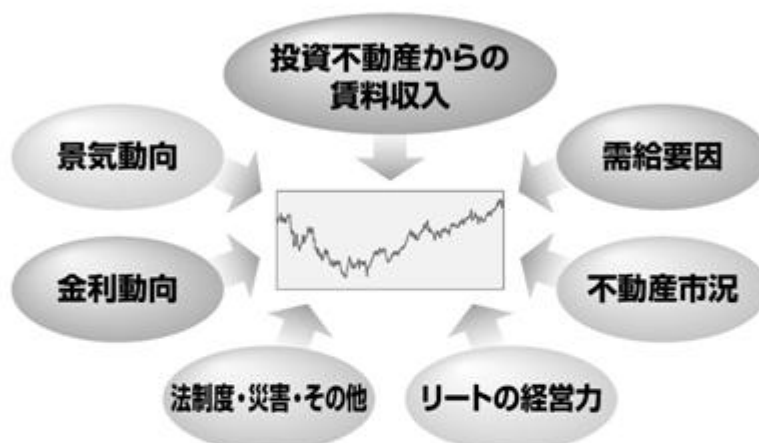 投資不動産からの
賃料収入
景気動向
需給要因
金利動向
不動産市況
法制度・災害・その他
リートの経営力